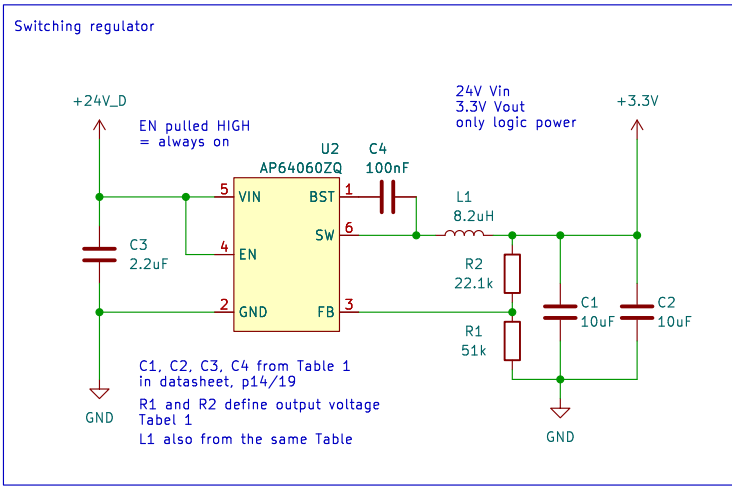 Switching regulator
+24V_D
24V Vin
3.3V Vout
only logic power
+3.3V
EN pulled HIGH
= always on
U2
AP64060ZQ
C4
100nF
5
VIN
BST
1
L1
8.2uH
SW
6
C3
2.2uF
4
EN
R2
22.1k
2
GND
FB
3
C1
10uF
C2
10uF
R1
51k
C1, C2, C3, C4 from Table 1
in datasheet, p14/19
R1 and R2 define output voltage
Tabel 1
L1 also from the same Table
GND
GND